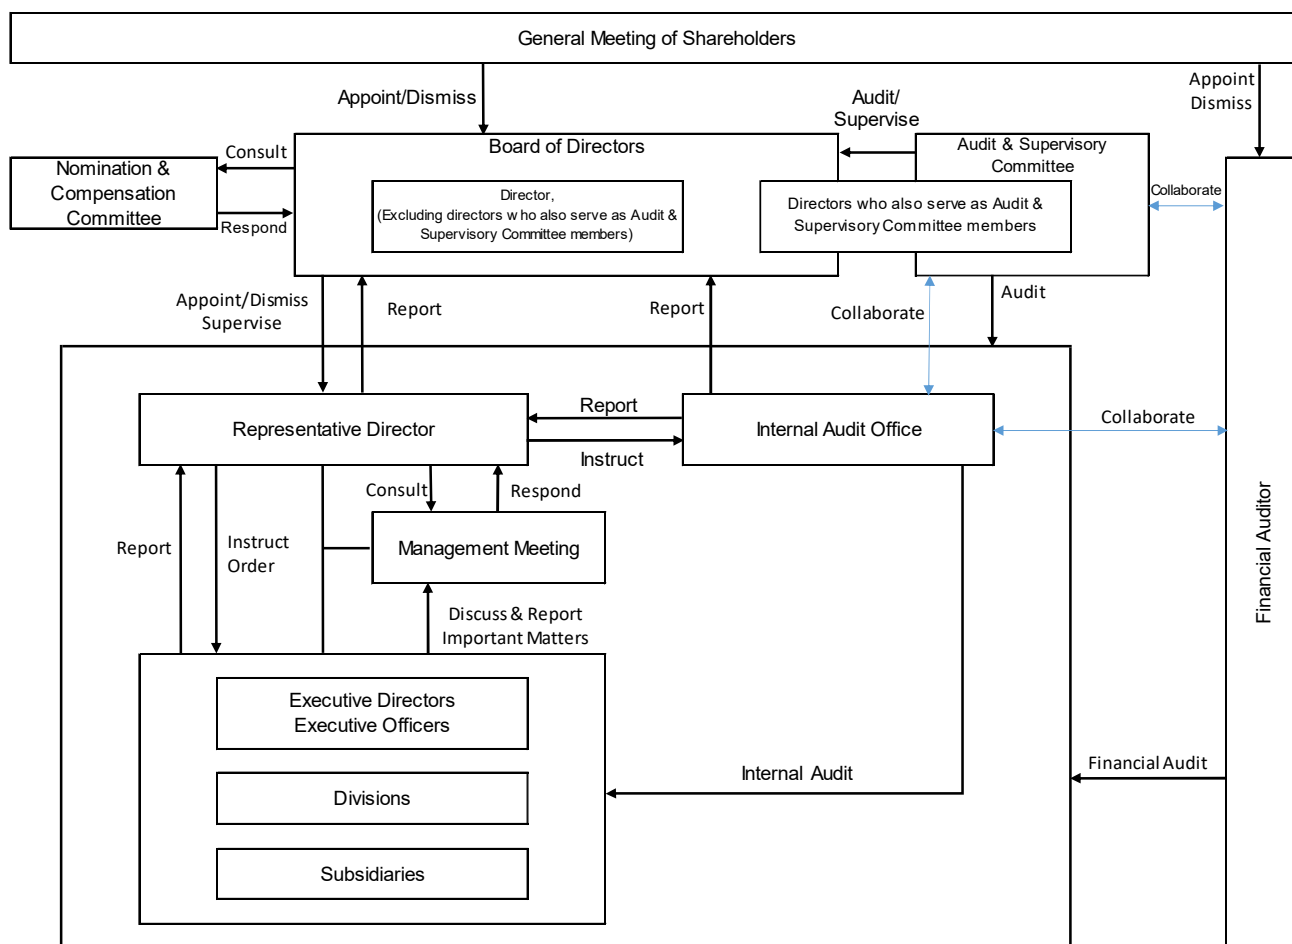 General Meeting of Shareholders
Appoint/Dismiss
Audit/
Supervise
Appoint
Dismiss
Board of Directors
Audit & Supervisory
Committee
Consult
Nomination &
Compensation
Committee
Respond
Director,
(Excluding directors who also serve as Audit &
Supervisory Committee members)
Directors who also serve as Audit &
Supervisory Committee members
Collaborate
Appoint/Dismiss
Supervise
Report
Report
Collaborate
Audit
Representative Director
Report
Instruct
Internal Audit Office
Collaborate
Consult
Respond
Report
Instruct
Order
Management Meeting
Discuss & Report
Important Matters
Financial Auditor
Executive Directors
Executive Officers
Divisions
Subsidiaries
Internal Audit
Financial Audit